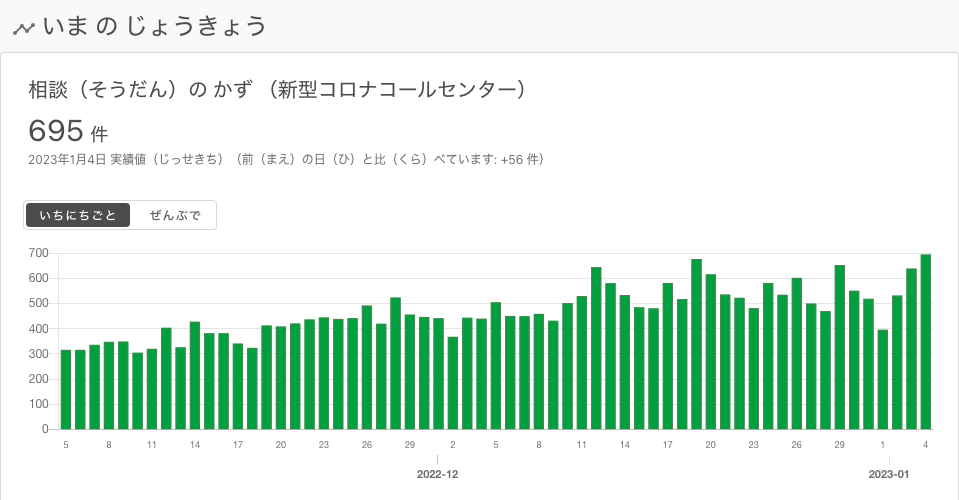 いま の じょうきょう
相談（そうだん）の かず （新型コロナコールセンター）
695 件
2023年1月4日 実績値（じっせきち）（前（まえ）の日（ひ）と比（くら）べています: +56 件）
いちにちごと ぜんぶで
700
600
500
400
300
200
100
0
5 8 11 14 17 20 23 26 29 2 5 8 11 14 17 20 23 26 29 1 4
2022-12 2023-01